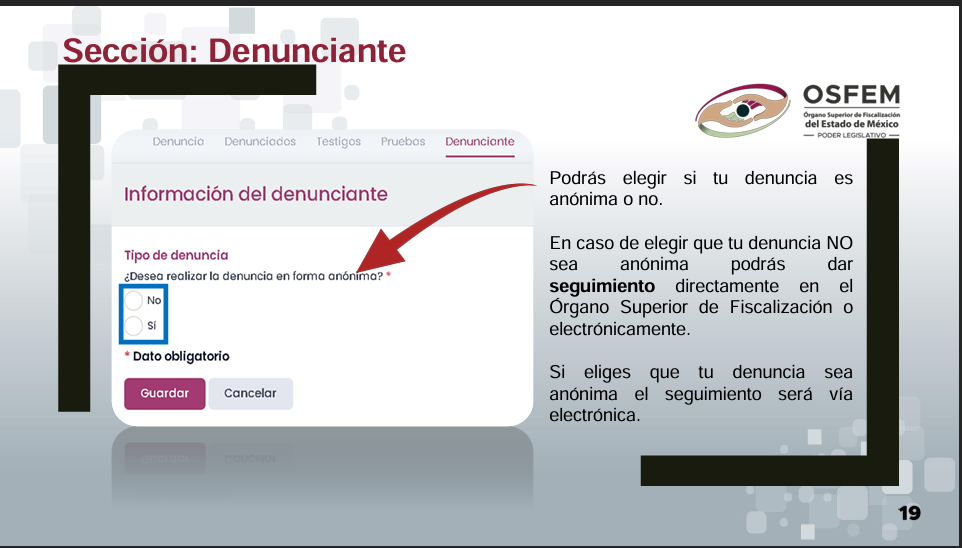 Sección: Denunciante
OSFEM
Órgano Superior de Fiscalización
del Estado de México
PODER LEGISLATIVO
Denuncia Denunciados Testigos Pruebas Denunciante
Información del denunciante
Tipo de denuncia
¿Desea realizar la denuncia en forma anónima? *
No
Sí
* Dato obligatorio
Guardar Cancelar
Podrás elegir si tu denuncia es
anónima o no.
En caso de elegir que tu denuncia NO
sea anónima podrás dar
seguimiento directamente en el
Órgano Superior de Fiscalización o
electrónicamente.
Si eliges que tu denuncia sea
anónima el seguimiento será vía
electrónica.
19